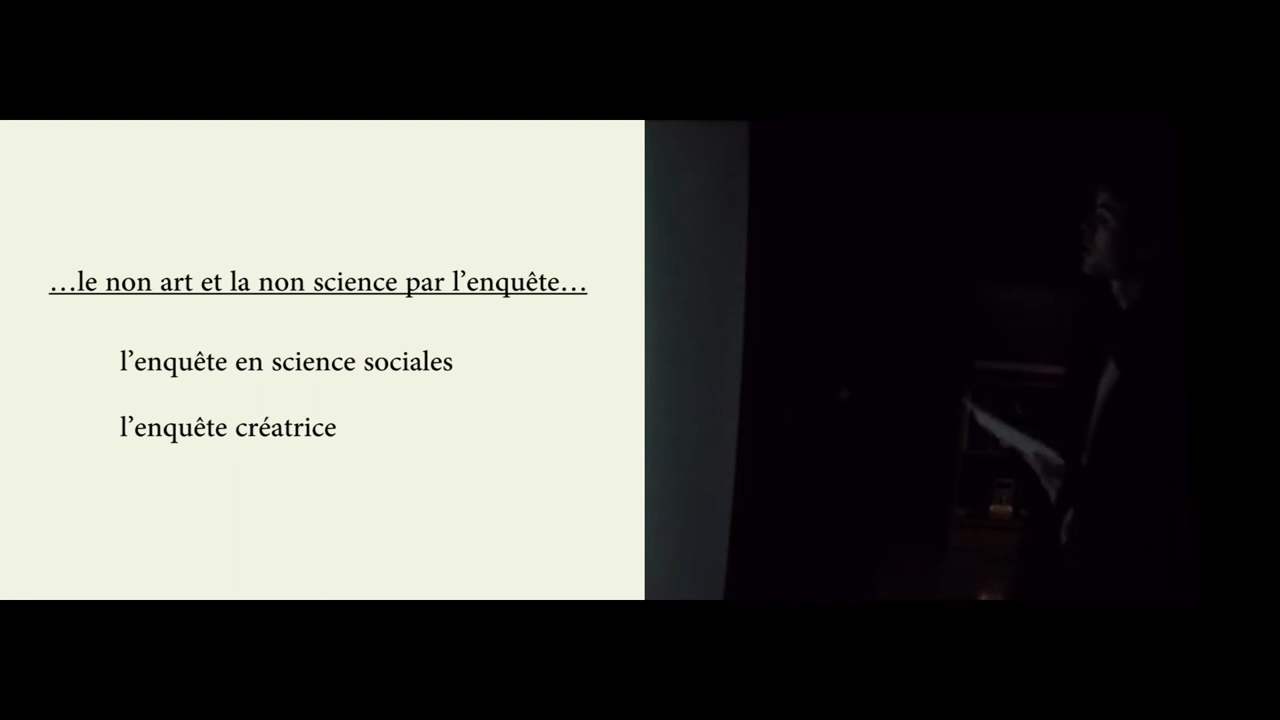 …le non art et la non science par l’enquête…
l’enquête en science sociales
l’enquête créatrice